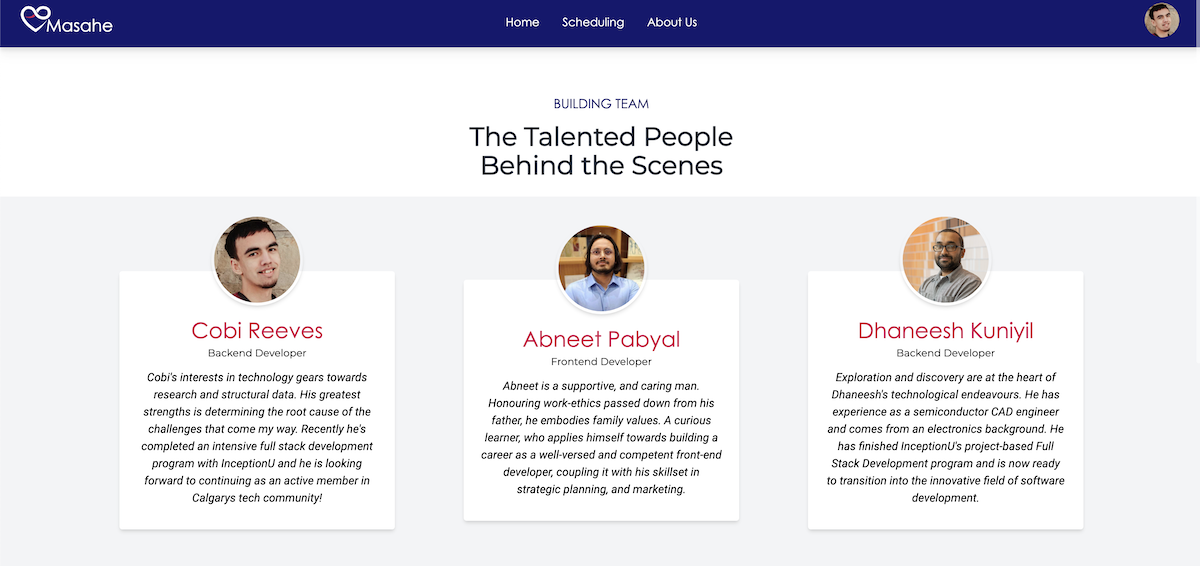 Masahe
Home Scheduling About Us
BUILDING TEAM
The Talented People
Behind the Scenes
Cobi Reeves
Backend Developer
Cobi's interests in technology gears towards
research and structural data. His greatest
strengths is determining the root cause of the
challenges that come my way. Recently he's
completed an intensive full stack development
program with InceptionU and he is looking
forward to continuing as an active member in
Calgarys tech community!
Abneet Pabyal
Frontend Developer
Abneet is a supportive, and caring man.
Honouring work-ethics passed down from his
father, he embodies family values. A curious
learner, who applies himself towards building a
career as a well-versed and competent front-end
developer, coupling it with his skillset in
strategic planning, and marketing.
Dhaneesh Kuniyil
Backend Developer
Exploration and discovery are at the heart of
Dhaneesh's technological endeavours. He has
experience as a semiconductor CAD engineer
and comes from an electronics background. He
has finished InceptionU's project-based Full
Stack Development program and is now ready
to transition into the innovative field of software
development.